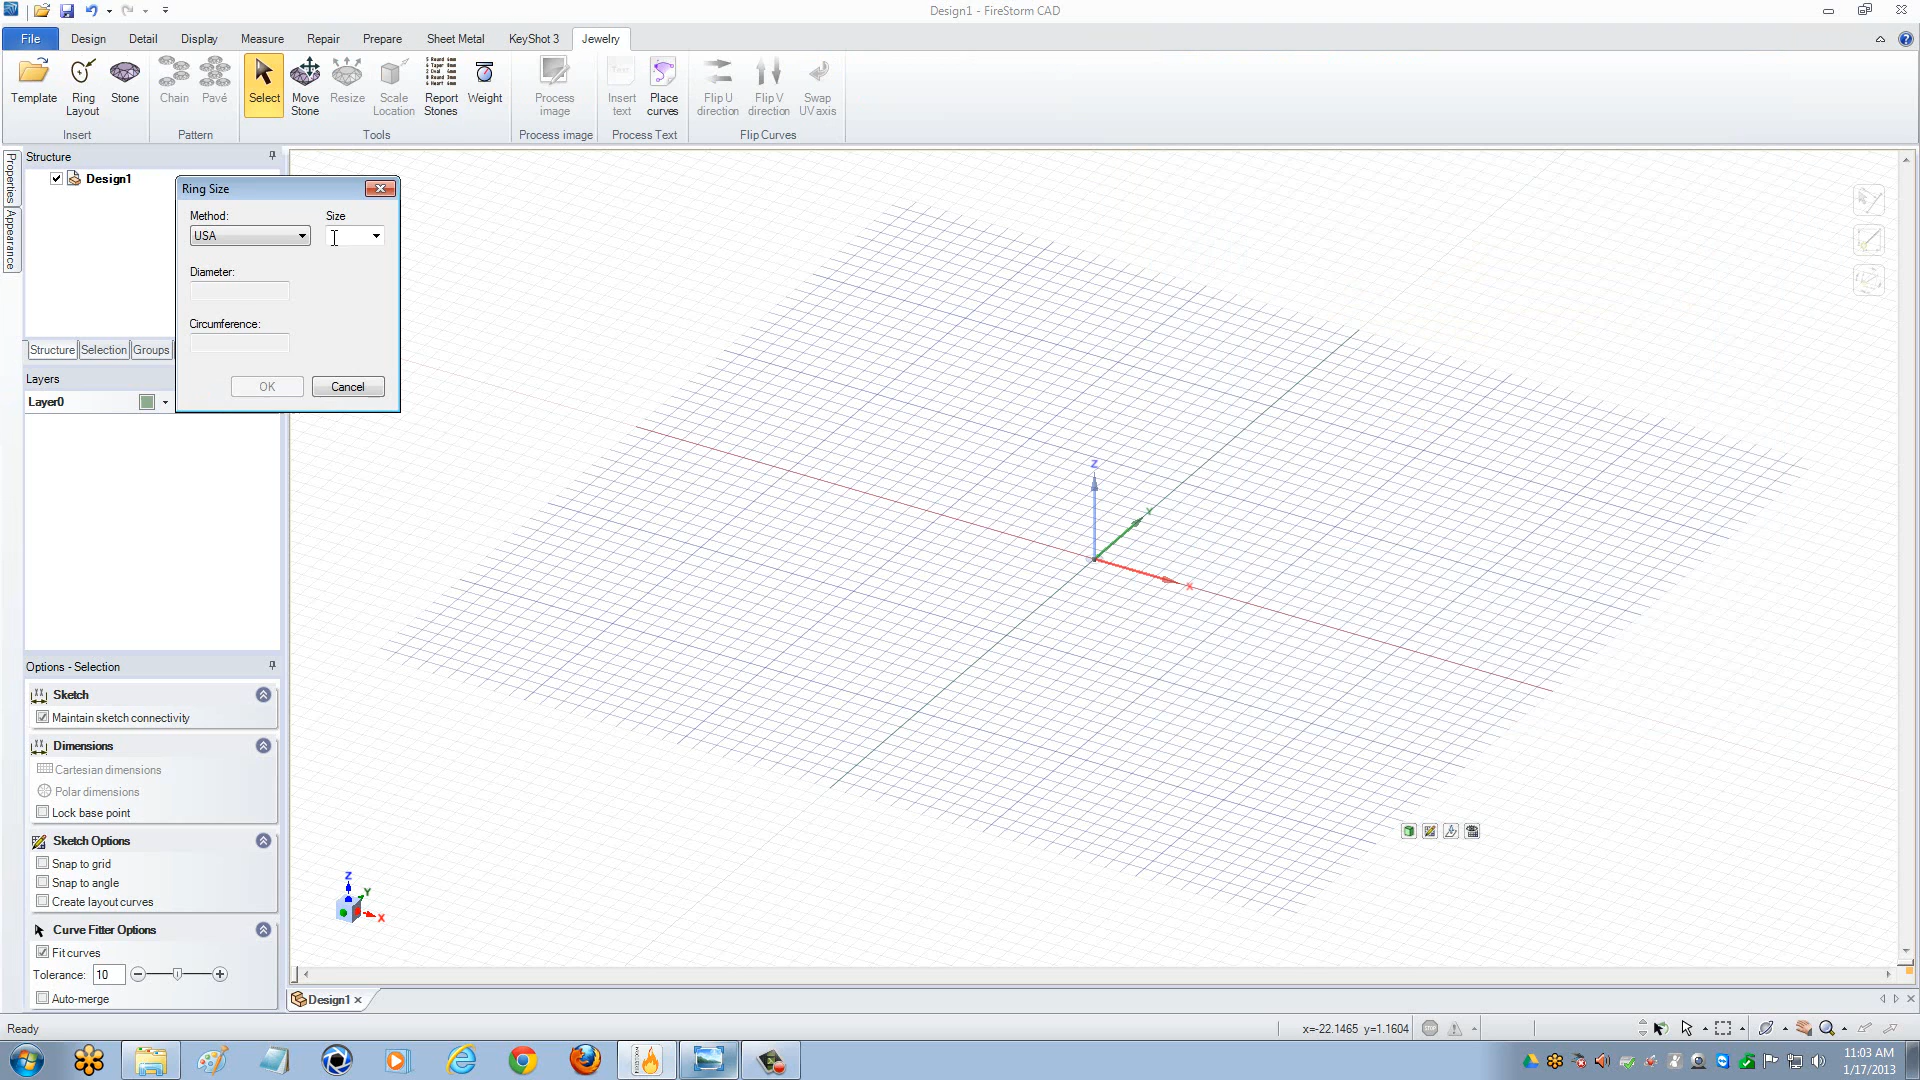 Design1 - FireStorm CAD
File Design Detail Display Measure Repair Prepare Sheet Metal KeyShot 3 Jewelry
Template
Ring
Layout
Stone
Chain
Pavé
Select
Move
Stone
Resize
Scale
Location
Report
Stones
Weight
Process
image
Insert
text
Place
curves
Flip U
direction
Flip V
direction
Swap
UV axis
Insert Pattern Tools Process image Process Text Flip Curves
Properties
Appearance
Structure
Design1
Structure Selection Groups
Layers
Layer0
Ring Size
Method: Size
USA
Diameter:
Circumference:
OK Cancel
Options - Selection
Sketch
Maintain sketch connectivity
Dimensions
Cartesian dimensions
Polar dimensions
Lock base point
Sketch Options
Snap to grid
Snap to angle
Create layout curves
Curve Fitter Options
Fit curves
Tolerance: 10
Auto-merge
Z
Y
X
Z
Y
X
Design1
Ready
x=-22.1465 y=1.1604
11:03 AM
1/17/2013